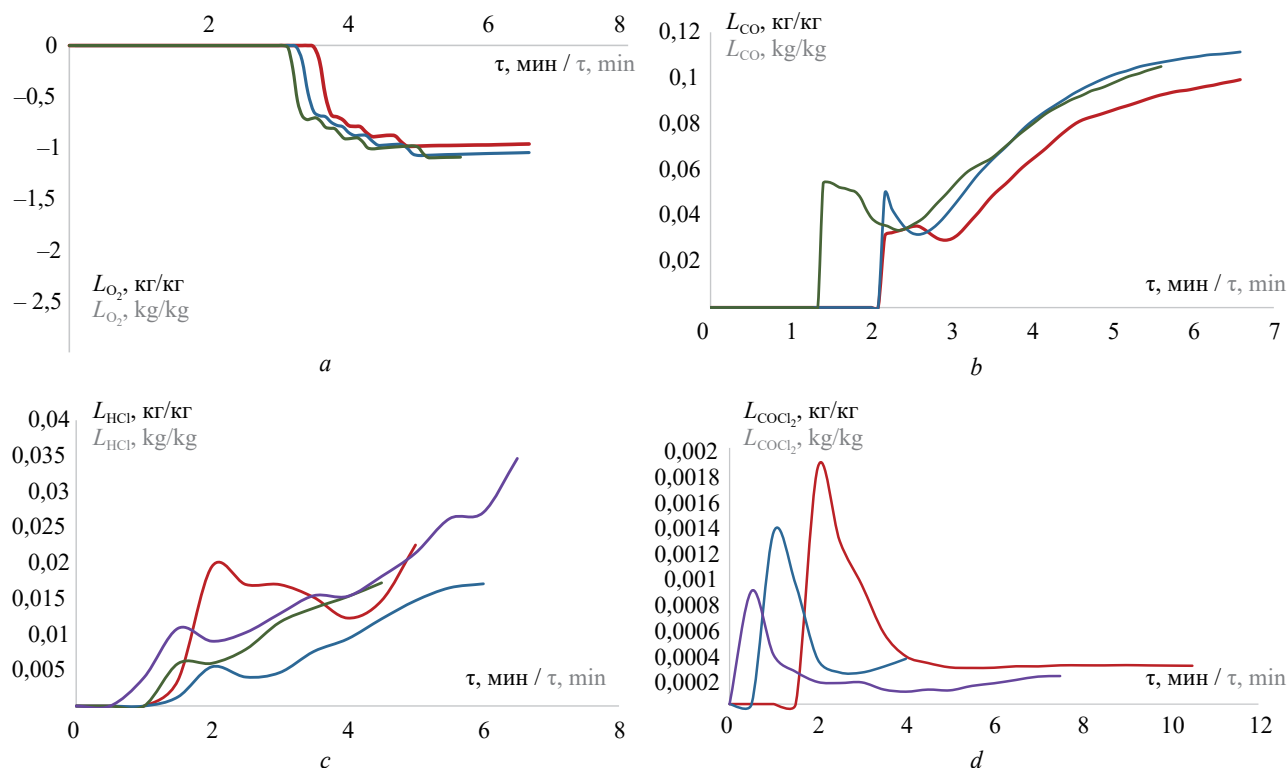 2 4 6 8
τ, мин / τ, min
0
–0,5
–1
–1,5
–2
– 2,5
L_O₂, кг/кг
L_O₂, kg/kg
a
L_CO, кг/кг
L_CO, kg/kg
0,12
0,1
0,08
0,06
0,04
0,02
τ, мин / τ, min
0 1 2 3 4 5 6 7
b
L_HCl, кг/кг
L_HCl, kg/kg
0,04
0,035
0,03
0,025
0,02
0,015
0,01
0,005
τ, мин / τ, min
0 2 4 6 8
c
L_COCl₂, кг/кг
L_COCl₂, kg/kg
0,002
0,0018
0,0016
0,0014
0,0012
0,001
0,0008
0,0006
0,0004
0,0002
τ, мин / τ, min
0 2 4 6 8 10 12
d